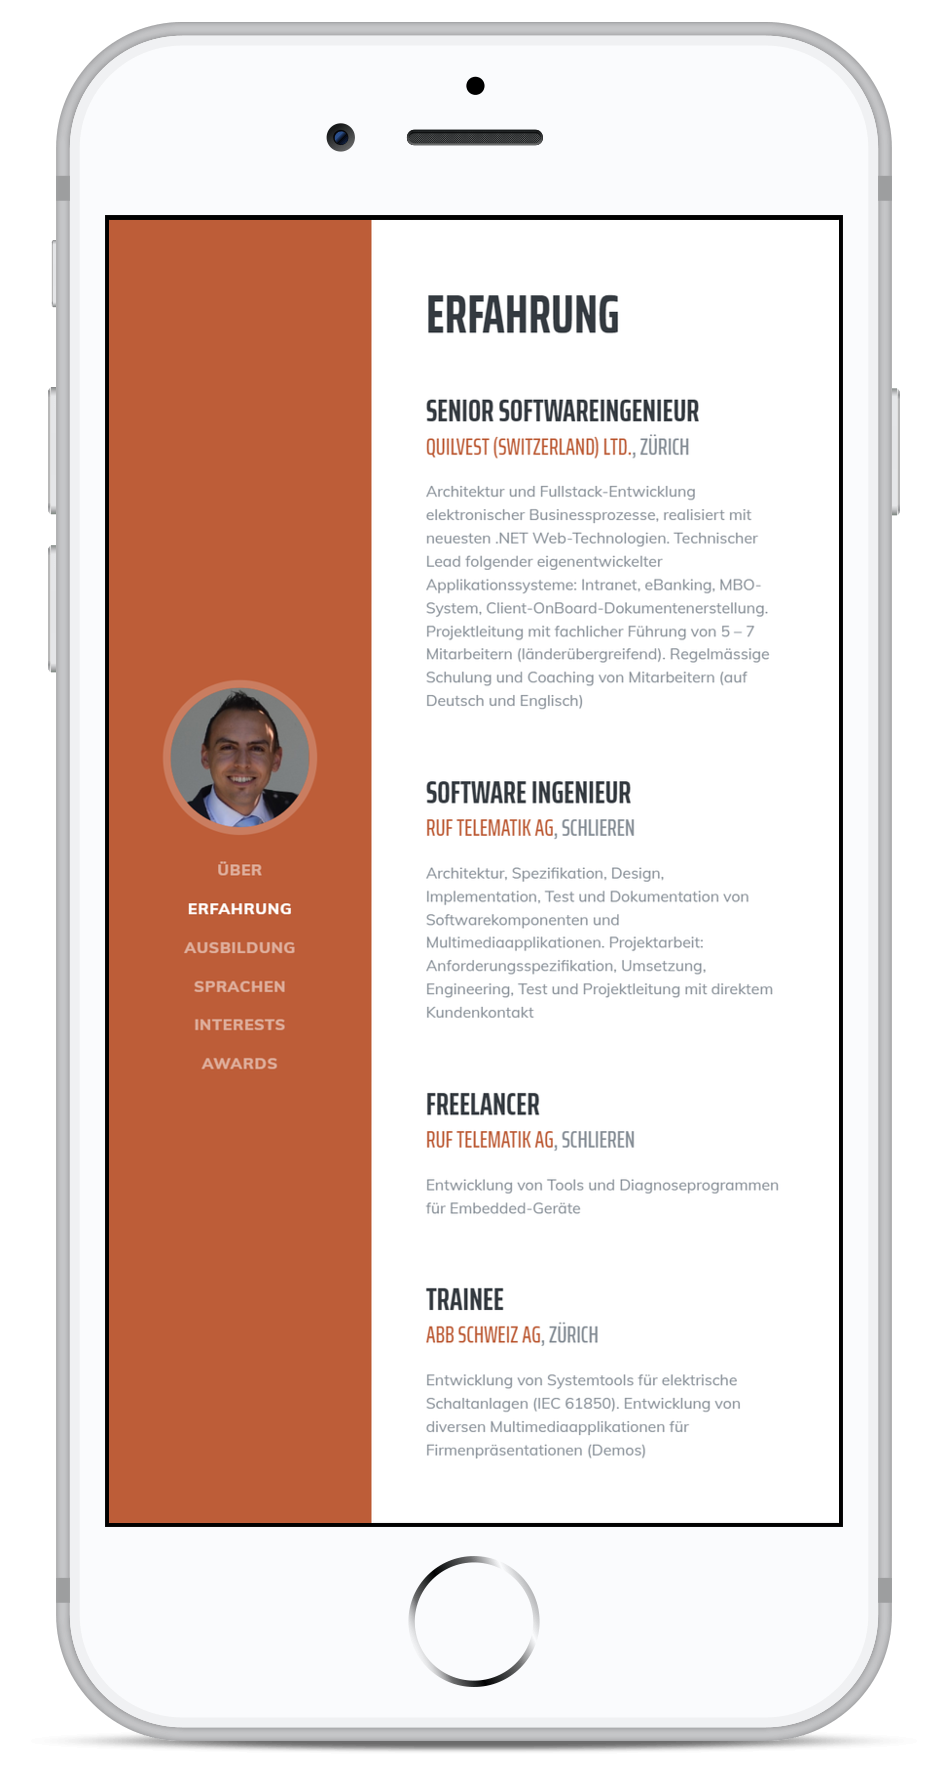 ÜBER
ERFAHRUNG
AUSBILDUNG
SPRACHEN
INTERESTS
AWARDS
ERFAHRUNG
SENIOR SOFTWAREINGENIEUR
QUILVEST (SWITZERLAND) LTD., ZÜRICH
Architektur und Fullstack-Entwicklung
elektronischer Businessprozesse, realisiert mit
neuesten .NET Web-Technologien. Technischer
Lead folgender eigenentwickelter
Applikationssysteme: Intranet, eBanking, MBO-
System, Client-OnBoard-Dokumentenerstellung.
Projektleitung mit fachlicher Führung von 5 – 7
Mitarbeitern (länderübergreifend). Regelmässige
Schulung und Coaching von Mitarbeitern (auf
Deutsch und Englisch)
SOFTWARE INGENIEUR
RUF TELEMATIK AG, SCHLIEREN
Architektur, Spezifikation, Design,
Implementation, Test und Dokumentation von
Softwarekomponenten und
Multimediaapplikationen. Projektarbeit:
Anforderungsspezifikation, Umsetzung,
Engineering, Test und Projektleitung mit direktem
Kundenkontakt
FREELANCER
RUF TELEMATIK AG, SCHLIEREN
Entwicklung von Tools und Diagnoseprogrammen
für Embedded-Geräte
TRAINEE
ABB SCHWEIZ AG, ZÜRICH
Entwicklung von Systemtools für elektrische
Schaltanlagen (IEC 61850). Entwicklung von
diversen Multimediaapplikationen für
Firmenpräsentationen (Demos)